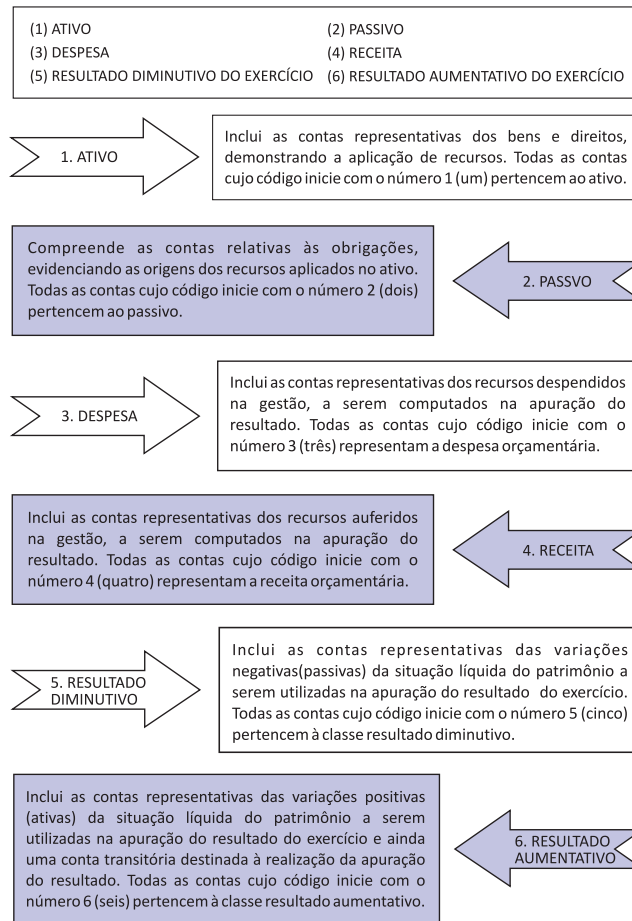 (1) ATIVO (2) PASSIVO
(3) DESPESA (4) RECEITA
(5) RESULTADO DIMINUTIVO DO EXERCÍCIO (6) RESULTADO AUMENTATIVO DO EXERCÍCIO
1. ATIVO
Inclui as contas representativas dos bens e direitos,
demonstrando a aplicação de recursos. Todas as contas
cujo código inicie com o número 1 (um) pertencem ao ativo.
Compreende as contas relativas às obrigações,
evidenciando as origens dos recursos aplicados no ativo.
Todas as contas cujo código inicie com o número 2 (dois)
pertencem ao passivo.
2. PASSVO
3. DESPESA
Inclui as contas representativas dos recursos despendidos
na gestão, a serem computados na apuração do
resultado. Todas as contas cujo código inicie com o
número 3 (três) representam a despesa orçamentária.
Inclui as contas representativas dos recursos auferidos
na gestão, a serem computados na apuração do
resultado. Todas as contas cujo código inicie com o
número 4 (quatro) representam a receita orçamentária.
4. RECEITA
5. RESULTADO
DIMINUTIVO
Inclui as contas representativas das variações
negativas(passivas) da situação líquida do patrimônio a
serem utilizadas na apuração do resultado do exercício.
Todas as contas cujo código inicie com o número 5 (cinco)
pertencem à classe resultado diminutivo.
Inclui as contas representativas das variações positivas
(ativas) da situação líquida do patrimônio a serem
utilizadas na apuração do resultado do exercício e ainda
uma conta transitória destinada à realização da apuração
do resultado. Todas as contas cujo código inicie com o
número 6 (seis) pertencem à classe resultado aumentativo.
6. RESULTADO
AUMENTATIVO